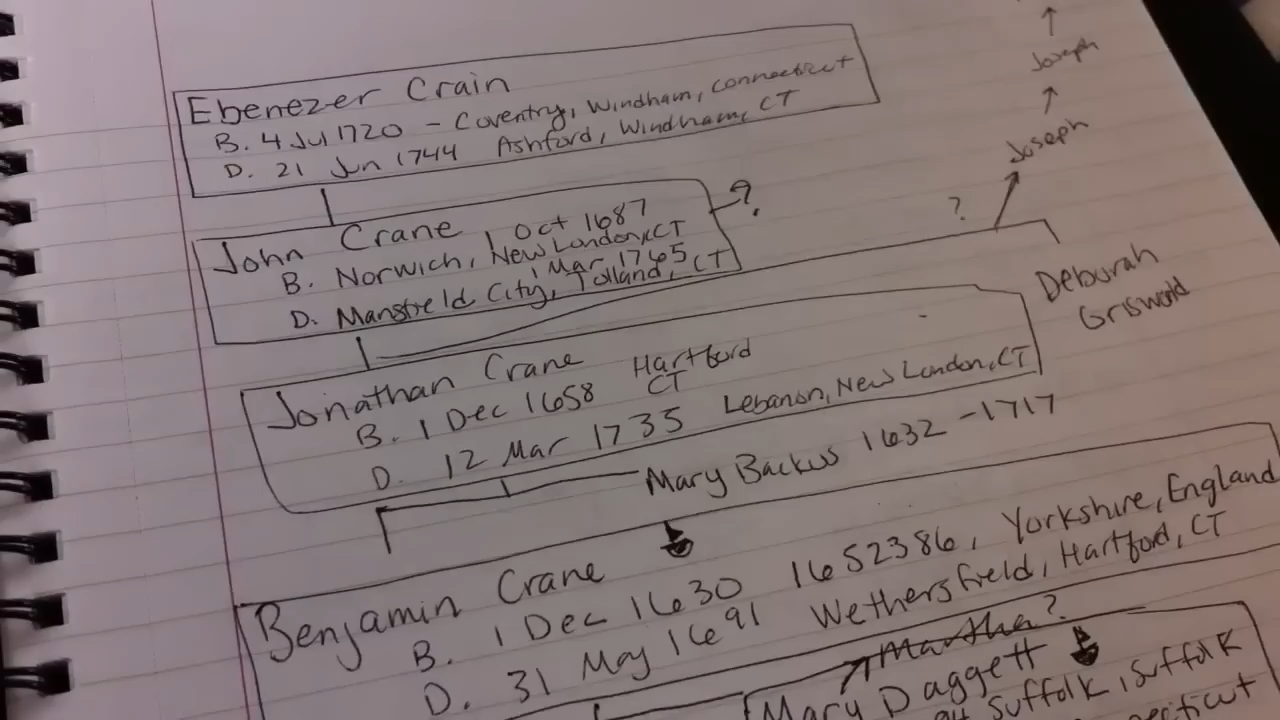 Ebenezer Crain
B. 4 Jul 1720 - Coventry, Windham, Connecticut
D. 21 Jun 1744 Ashford, Windham, CT
Joseph
Joseph
?
?
John Crane 1 Oct 1687
B. Norwich, New London, CT
1 Mar 1765
D. Mansfield City, Tolland, CT
Deburah
Griswold
Jonathan Crane Hartford
B. 1 Dec 1658 CT
D. 12 Mar 1735 Lebanon, New London, CT
Mary Backus 1632 - 1717
Benjamin Crane
B. 1 Dec 1630 1652386, Yorkshire, England
D. 31 May 1691 Wethersfield, Hartford, CT
Martha?
Mary Daggett
Suffolk, Suffolk